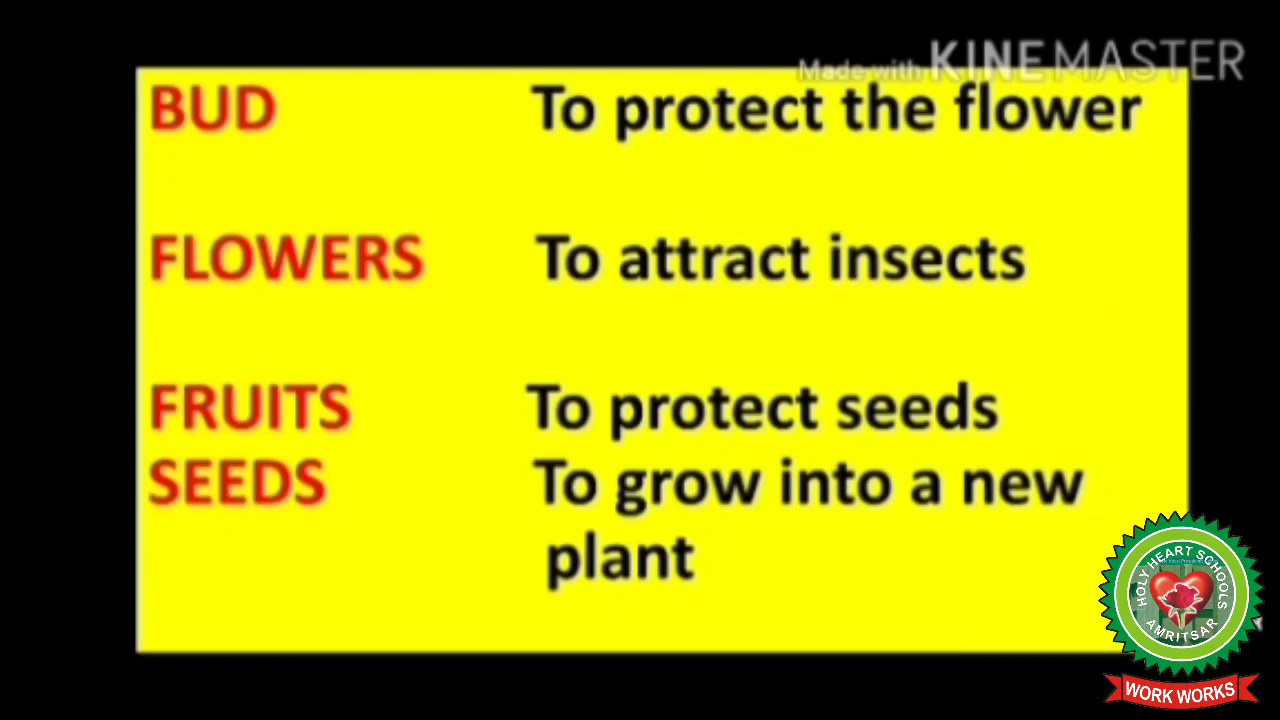 Made with KINEMASTER
BUD To protect the flower
FLOWERS To attract insects
FRUITS To protect seeds
SEEDS To grow into a new
plant
HOLY HEART SCHOOLS
AMRITSAR
WORK WORKS